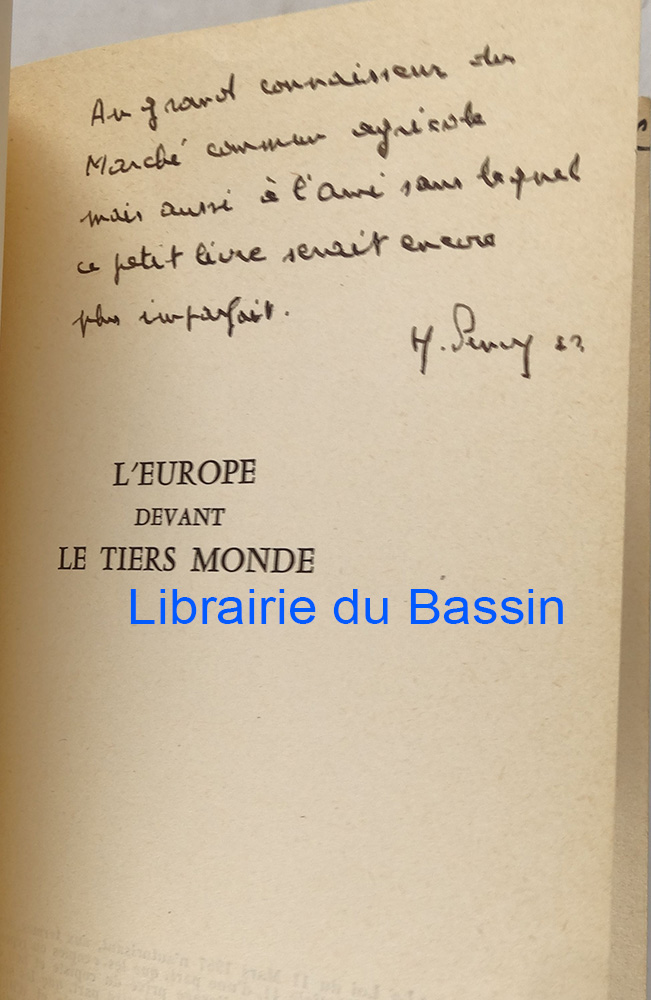 Au grand connaisseur du
Marché commun agricole
mais aussi à l'ami sans lequel
ce petit livre serait encore
plus imparfait.
H. Perroy
L'EUROPE
DEVANT
LE TIERS MONDE
Librairie du Bassin